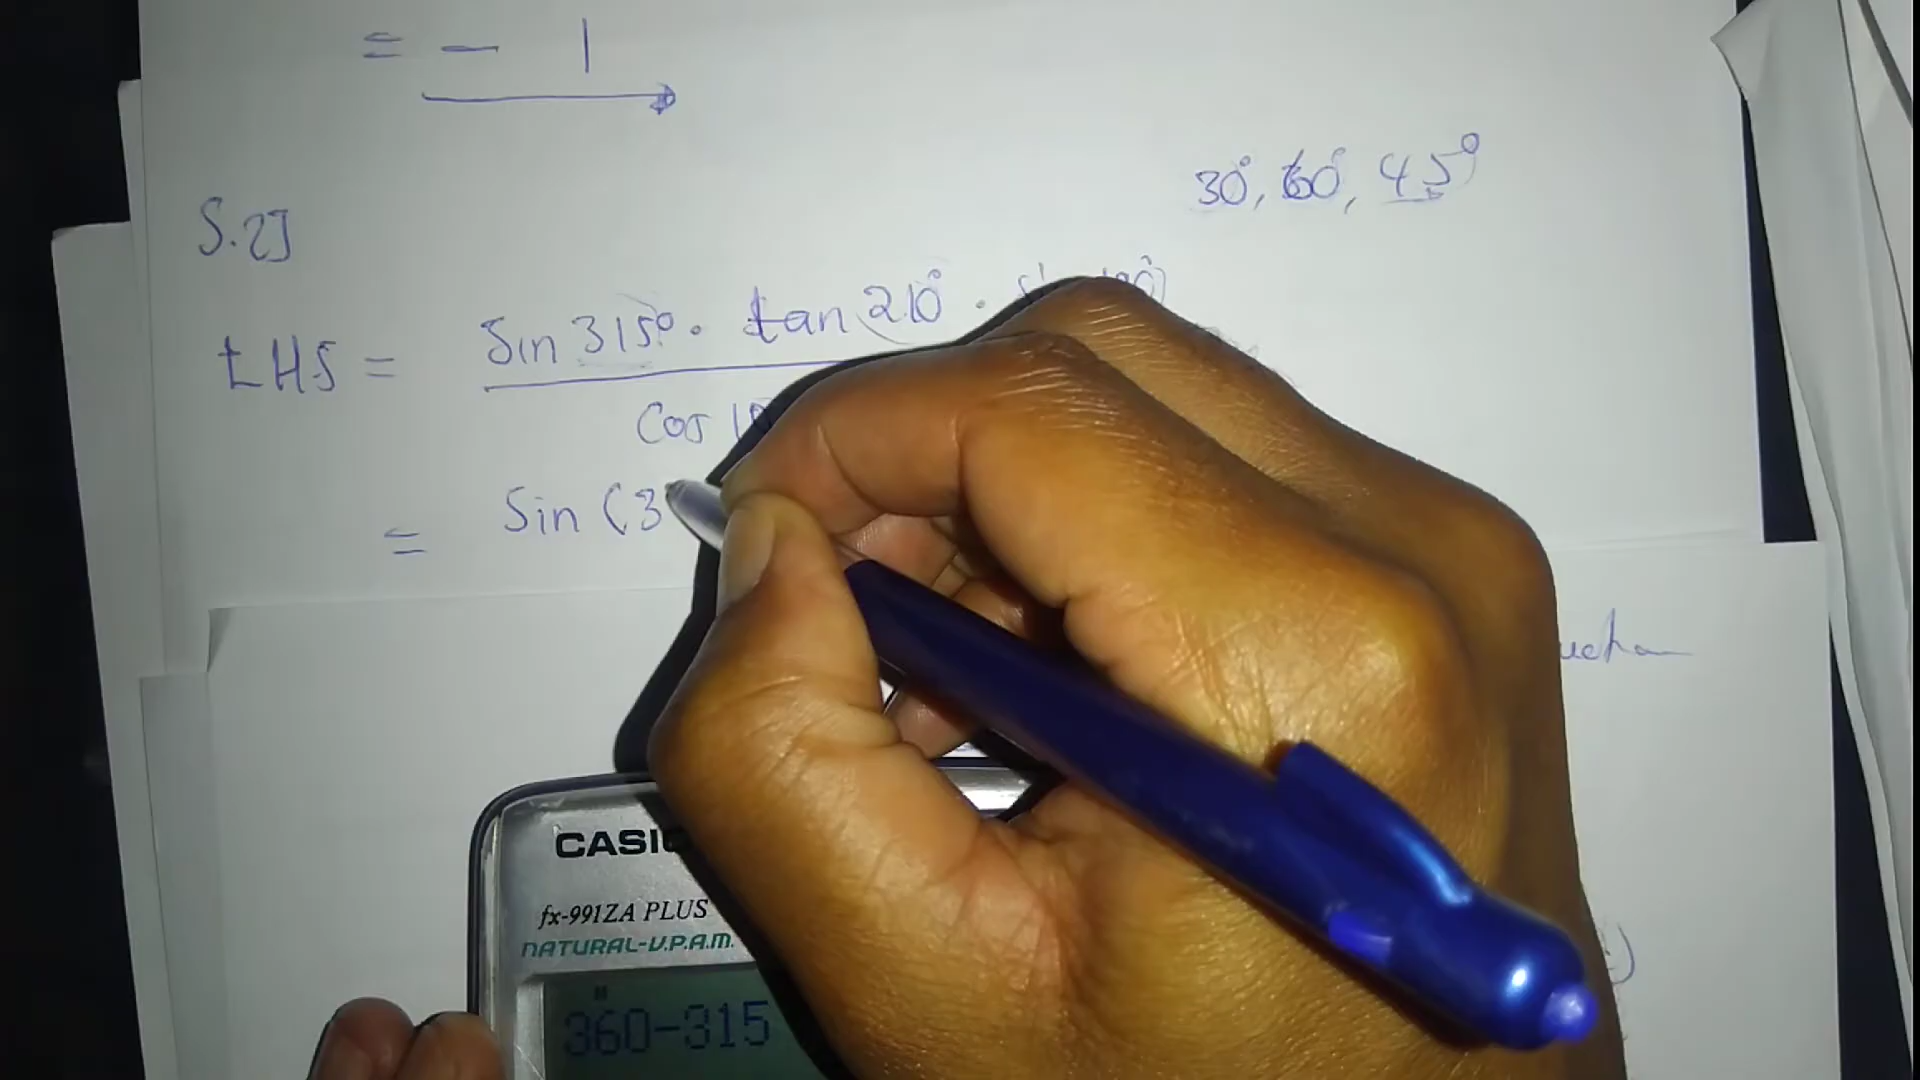 = - 1
30°, 60°, 45°
5.2]
LHS = Sin 315° · tan 210° ·
Cos
= Sin (3
CASIO
fx-991ZA PLUS
NATURAL-V.P.A.M.
M
360-315